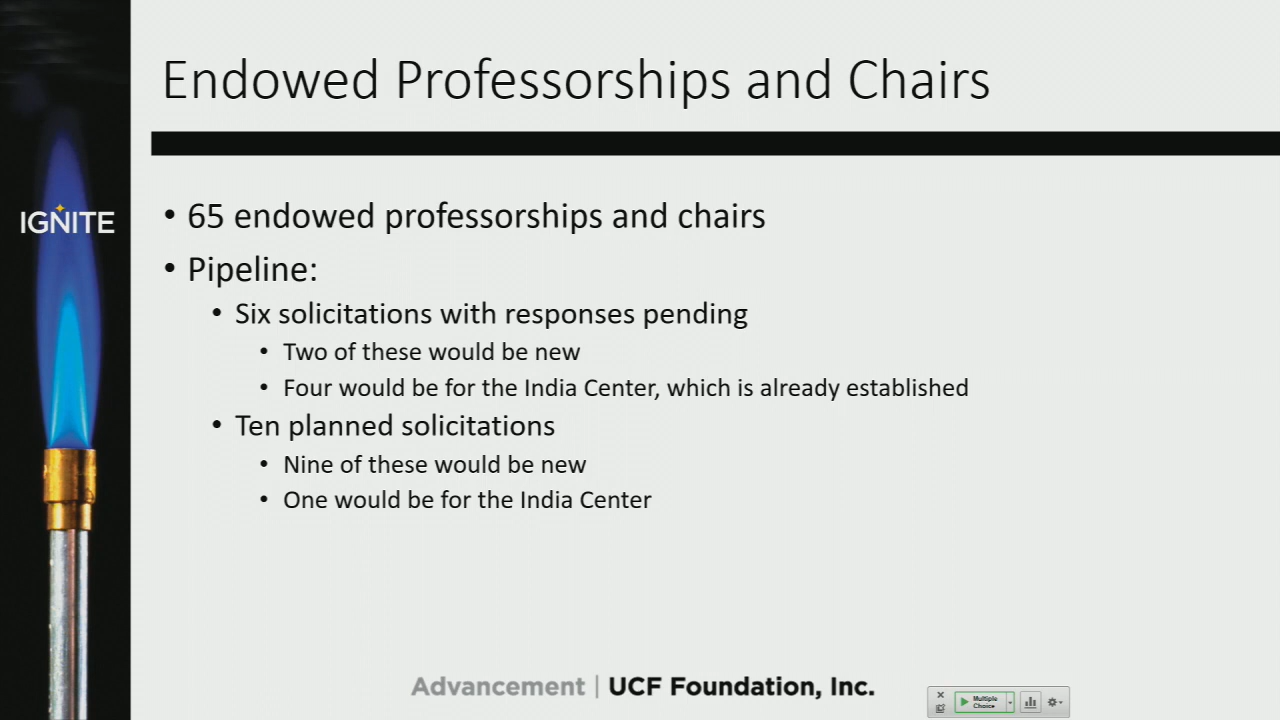 Endowed Professorships and Chairs
IGNITE
• 65 endowed professorships and chairs
• Pipeline:
• Six solicitations with responses pending
• Two of these would be new
• Four would be for the India Center, which is already established
• Ten planned solicitations
• Nine of these would be new
• One would be for the India Center
Advancement | UCF Foundation, Inc.
Multiple
Choice